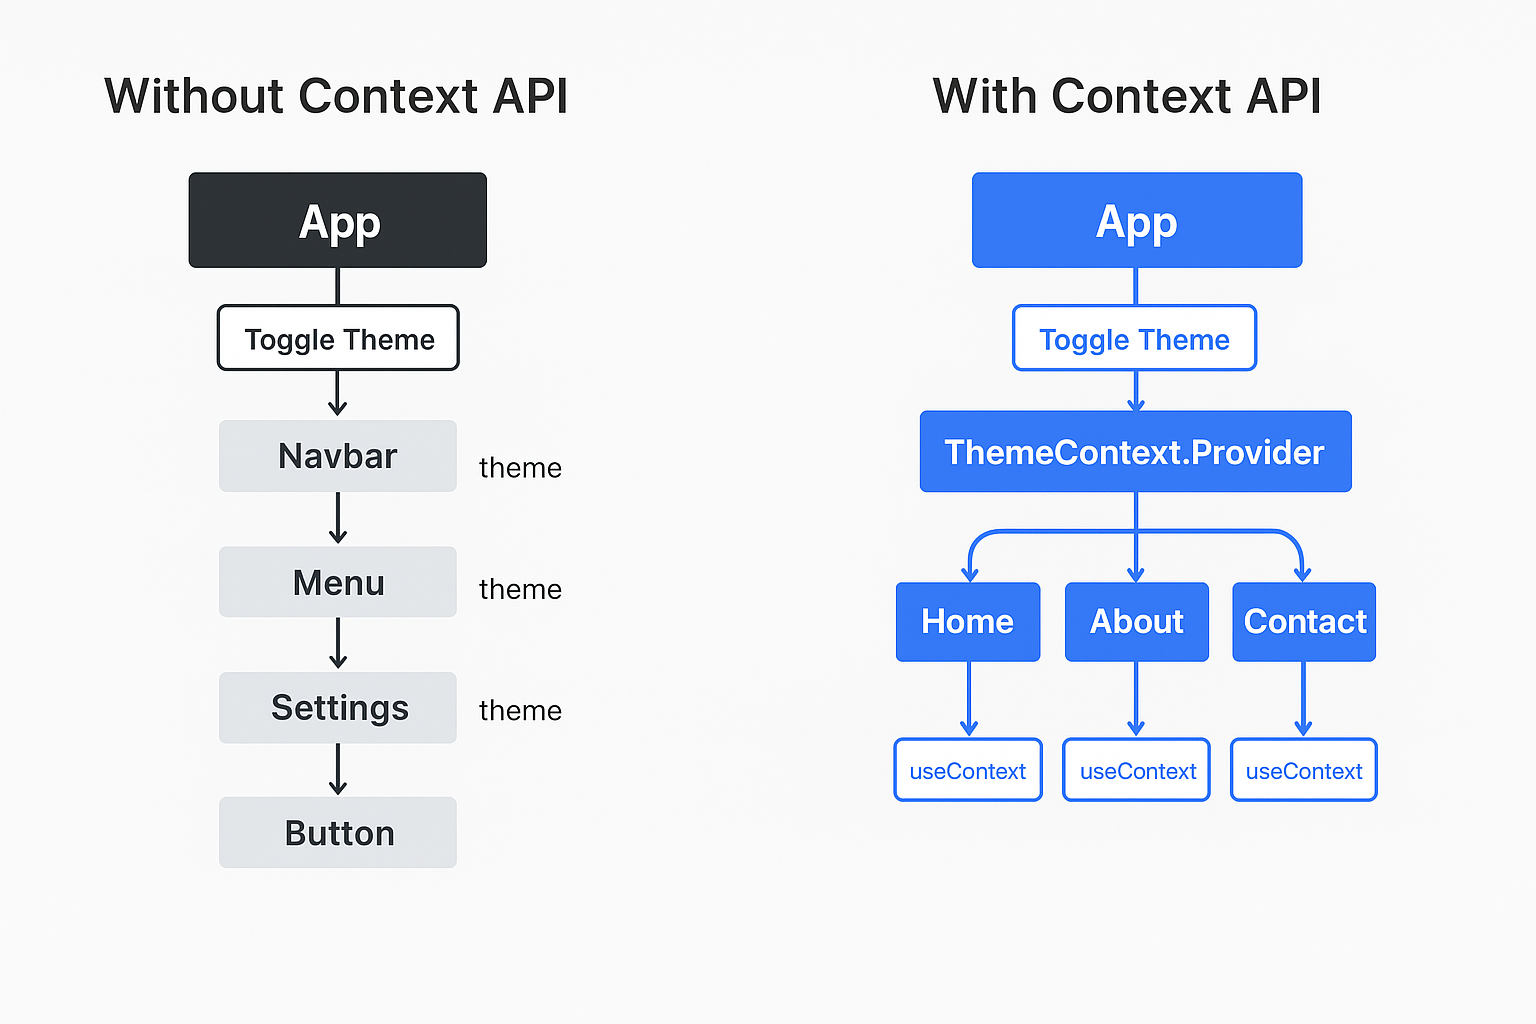 Without Context API
App
Toggle Theme
Navbar
theme
Menu
theme
Settings
theme
Button
With Context API
App
Toggle Theme
ThemeContext.Provider
Home
About
Contact
useContext
useContext
useContext